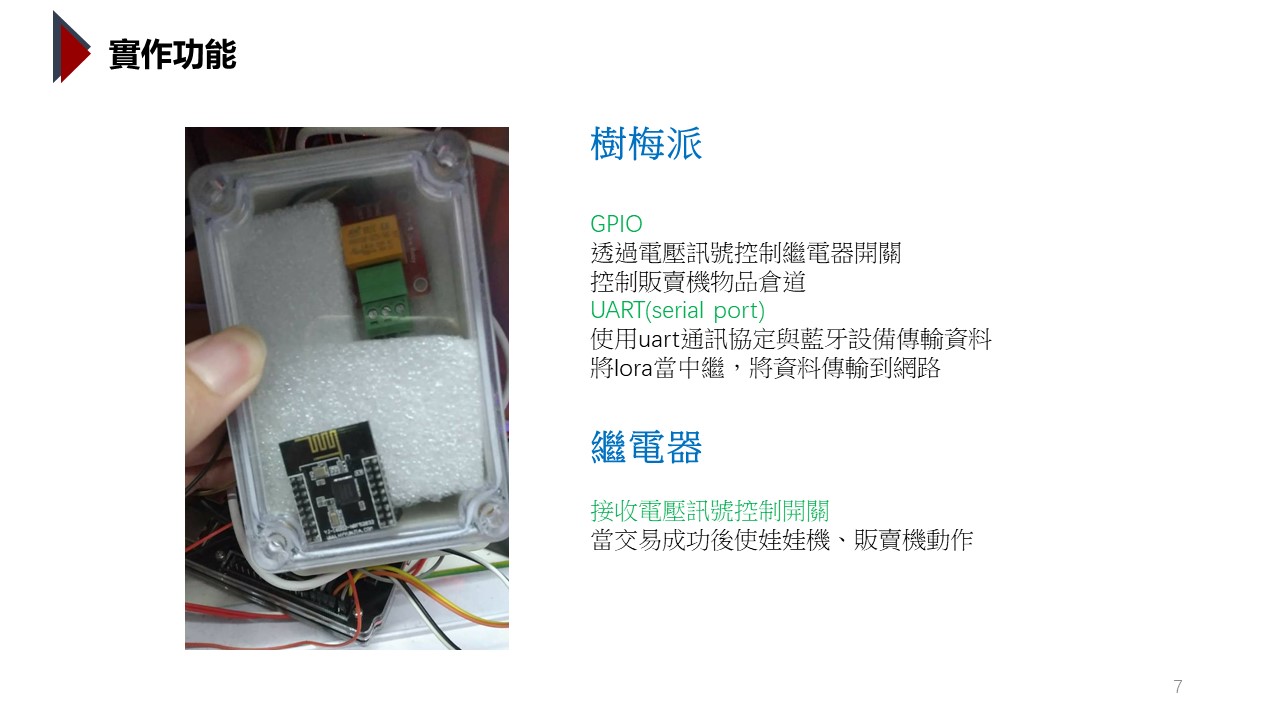 實作功能
樹梅派
GPIO
透過電壓訊號控制繼電器開關
控制販賣機物品倉道
UART(serial port)
使用uart通訊協定與藍牙設備傳輸資料
將lora當中繼，將資料傳輸到網路
繼電器
接收電壓訊號控制開關
當交易成功後使娃娃機、販賣機動作
7